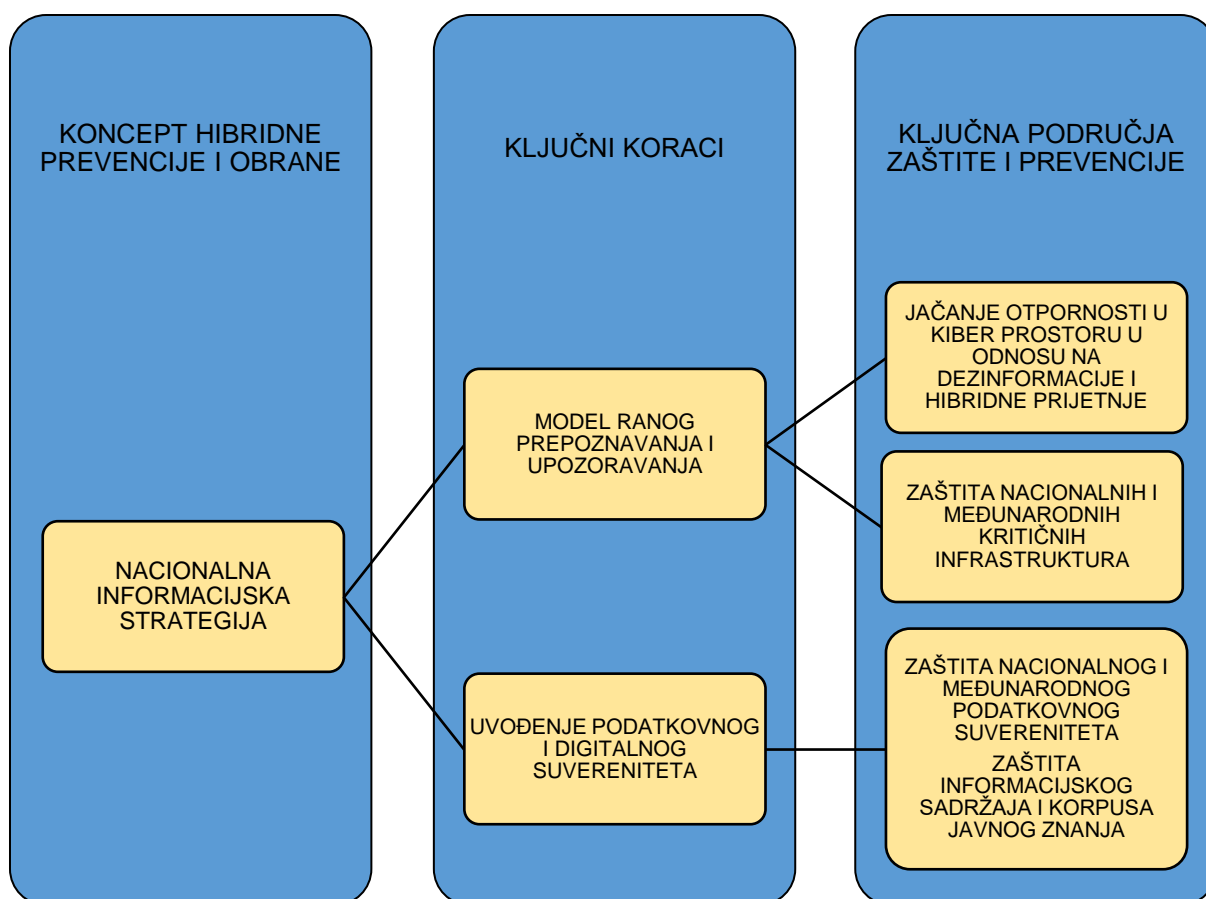 KONCEPT HIBRIDNE
PREVENCIJE I OBRANE
NACIONALNA
INFORMACIJSKA
STRATEGIJA
KLJUČNI KORACI
MODEL RANOG
PREPOZNAVANJA I
UPOZORAVANJA
UVOĐENJE PODATKOVNOG
I DIGITALNOG
SUVERENITETA
KLJUČNA PODRUČJA
ZAŠTITE I PREVENCIJE
JAČANJE OTPORNOSTI U
KIBER PROSTORU U
ODNOSU NA
DEZINFORMACIJE I
HIBRIDNE PRIJETNJE
ZAŠTITA NACIONALNIH I
MEĐUNARODNIH
KRITIČNIH
INFRASTRUKTURA
ZAŠTITA NACIONALNOG I
MEĐUNARODNOG
PODATKOVNOG
SUVERENITETA
ZAŠTITA
INFORMACIJSKOG
SADRŽAJA I KORPUSA
JAVNOG ZNANJA